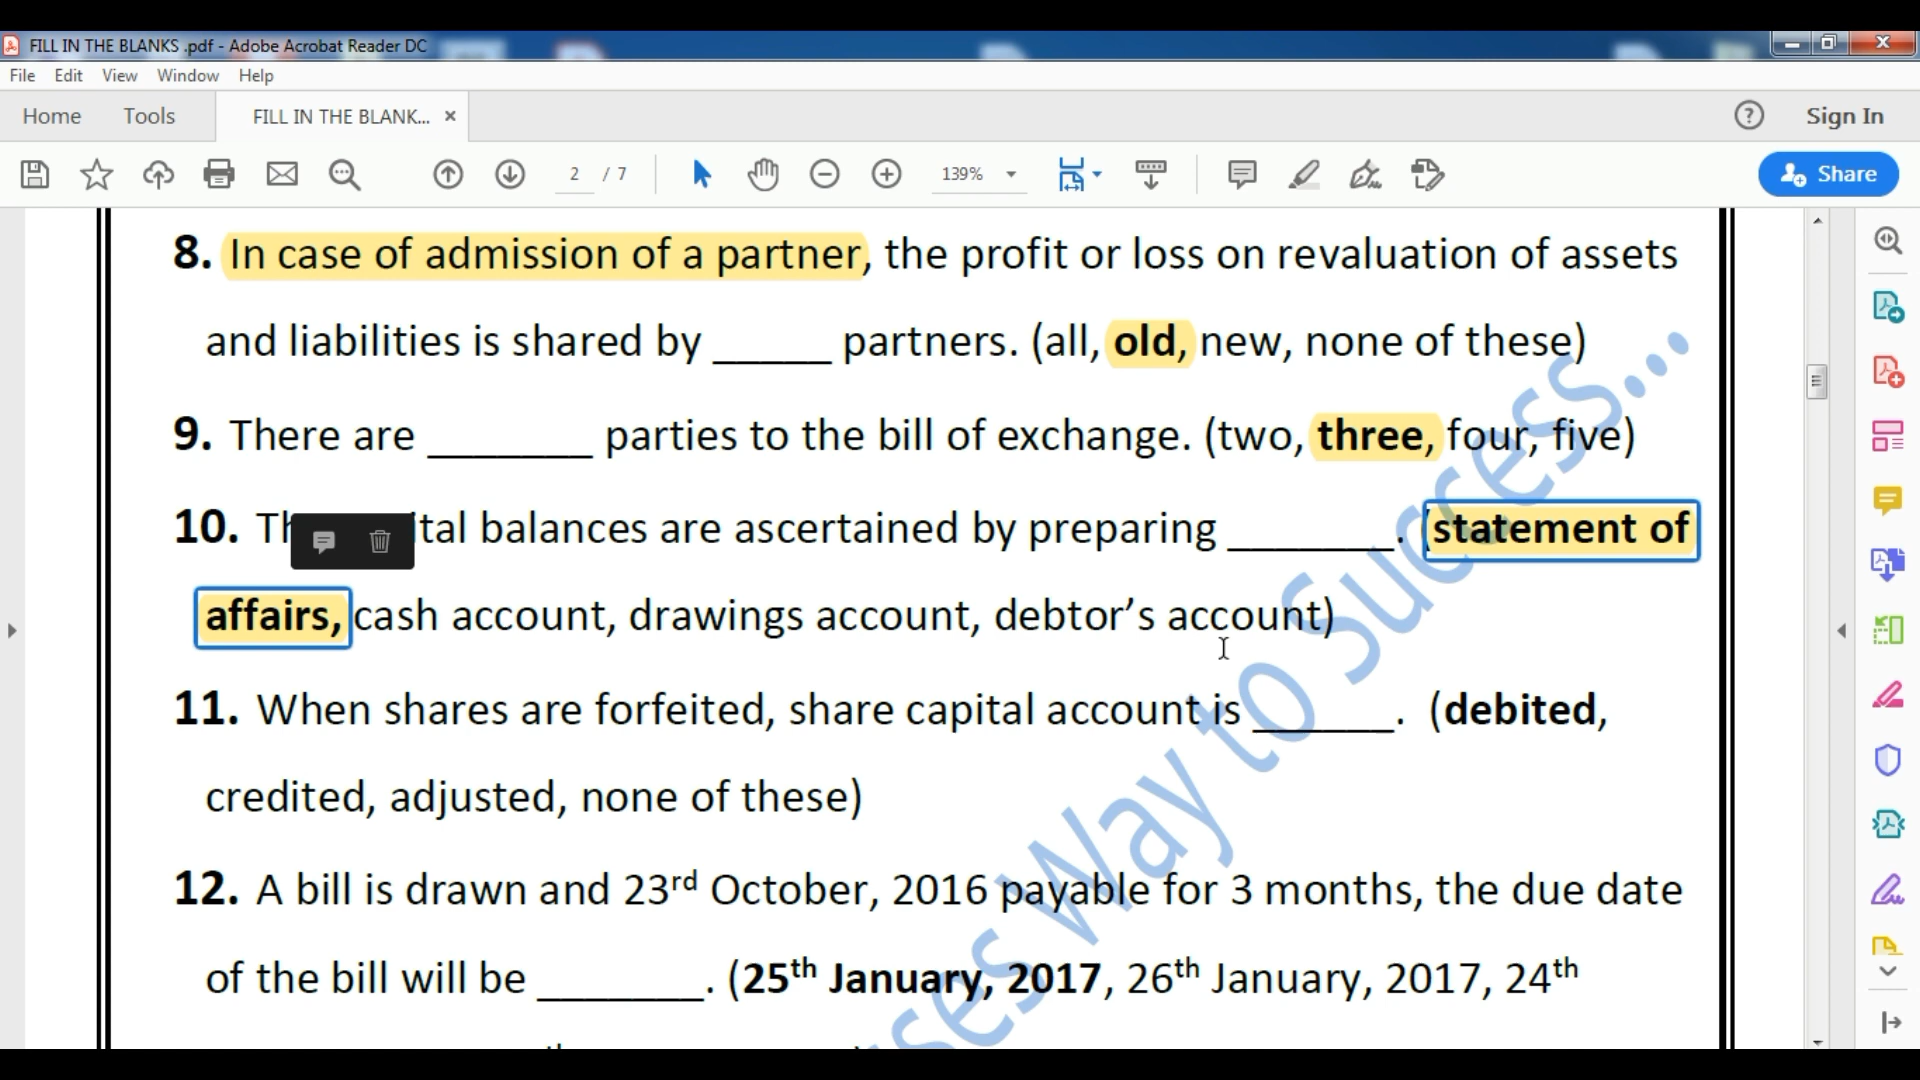 FILL IN THE BLANKS .pdf - Adobe Acrobat Reader DC
File Edit View Window Help
Home Tools FILL IN THE BLANK... × Sign In
2 / 7 139% Share
8. In case of admission of a partner, the profit or loss on revaluation of assets
and liabilities is shared by _____ partners. (all, old, new, none of these)
9. There are _______ parties to the bill of exchange. (two, three, four, five)
10. Th ital balances are ascertained by preparing _______. (statement of
affairs, cash account, drawings account, debtor’s account)
11. When shares are forfeited, share capital account is ______. (debited,
credited, adjusted, none of these)
12. A bill is drawn and 23rd October, 2016 payable for 3 months, the due date
of the bill will be _______. (25th January, 2017, 26th January, 2017, 24th
ses Way to Success...